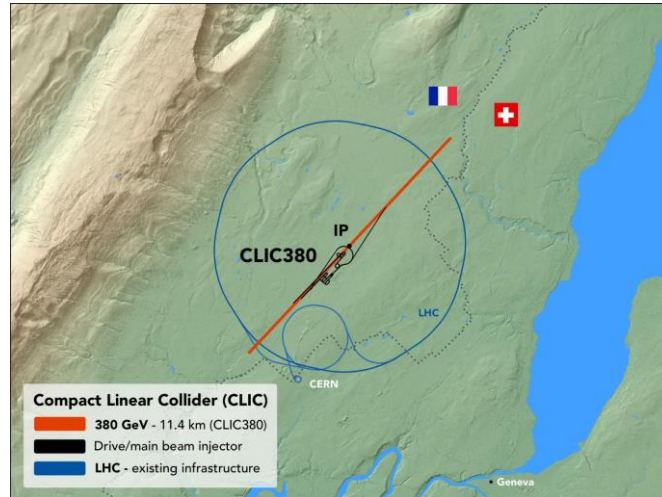 IP
CLIC380
LHC
CERN
Compact Linear Collider (CLIC)
380 GeV - 11.4 km (CLIC380)
Drive/main beam injector
LHC - existing infrastructure
Geneva